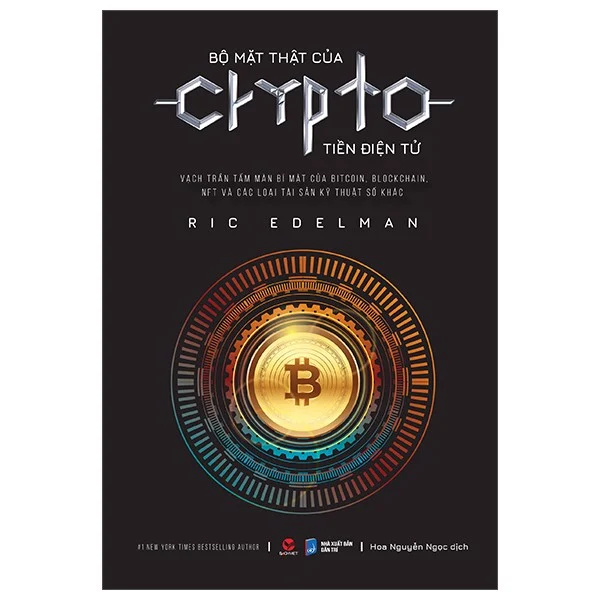 BỘ MẶT THẬT CỦA
crypto
TIỀN ĐIỆN TỬ
VẠCH TRẦN TẤM MÀN BÍ MẬT CỦA BITCOIN, BLOCKCHAIN,
NFT VÀ CÁC LOẠI TÀI SẢN KỸ THUẬT SỐ KHÁC
RIC EDELMAN
B
#1 NEW YORK TIMES BESTSELLING AUTHOR
NHÀ XUẤT BẢN
DÂN TRÍ
Hoa Nguyễn Ngọc dịch